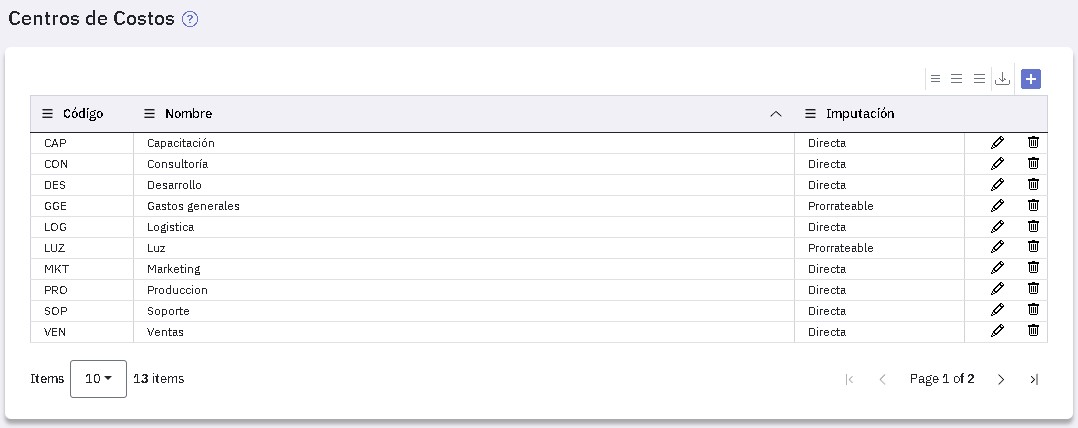 Centros de Costos ?
Código Nombre Imputación
CAP Capacitación Directa
CON Consultoría Directa
DES Desarrollo Directa
GGE Gastos generales Prorrateable
LOG Logistica Directa
LUZ Luz Prorrateable
MKT Marketing Directa
PRO Produccion Directa
SOP Soporte Directa
VEN Ventas Directa
Items 10 13 items Page 1 of 2